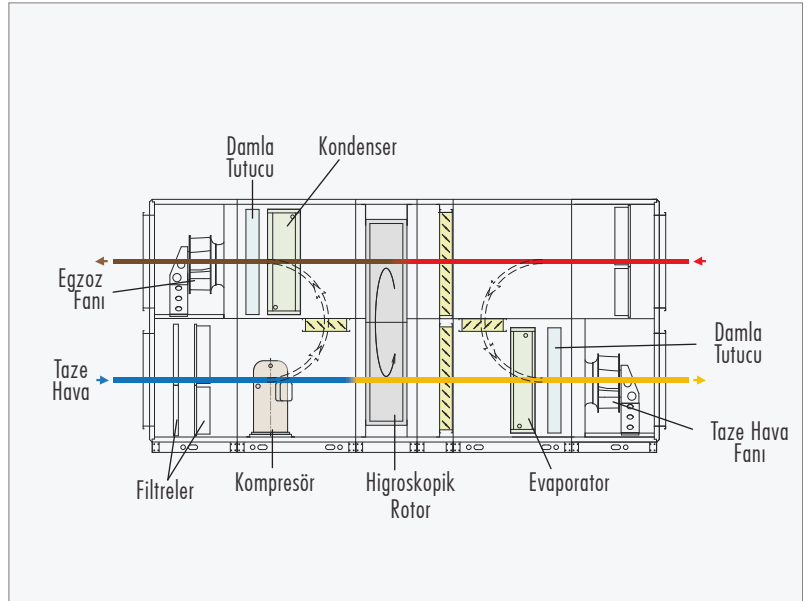 Damla
Tutucu
Kondenser
Egzoz
Fanı
Taze
Hava
Damla
Tutucu
Taze Hava
Fanı
Filtreler
Kompresör
Higroskopik
Rotor
Evaporator